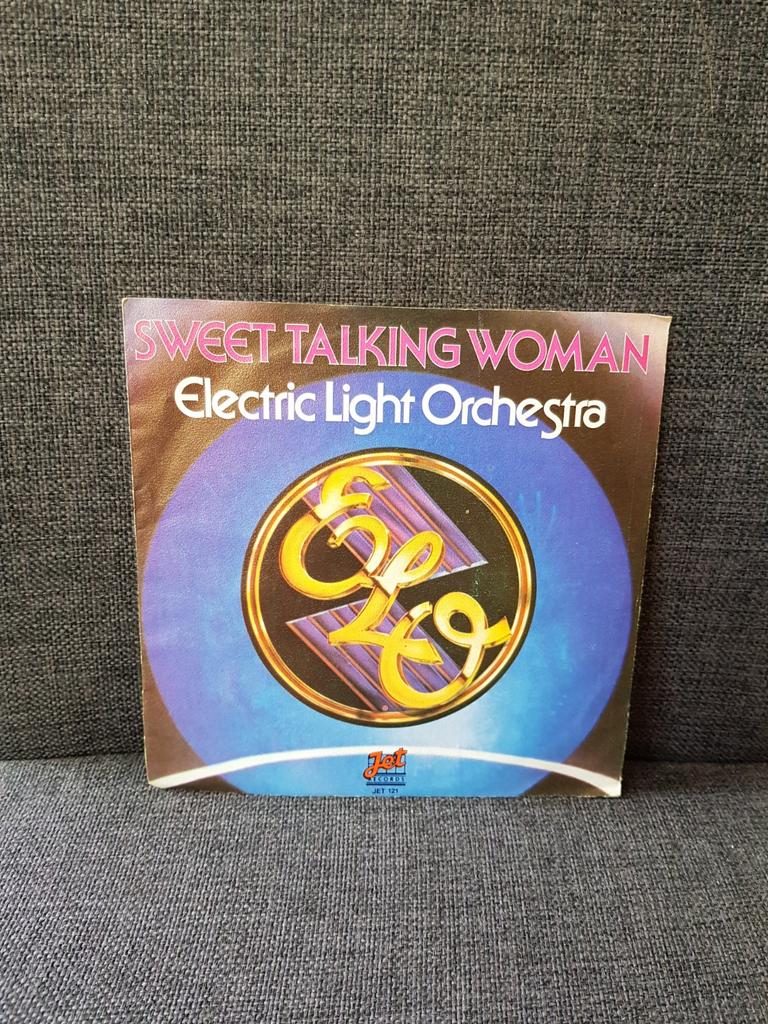 SWEET TALKING WOMAN
Electric Light Orchestra
ELO
Jet
RECORDS
JET 121